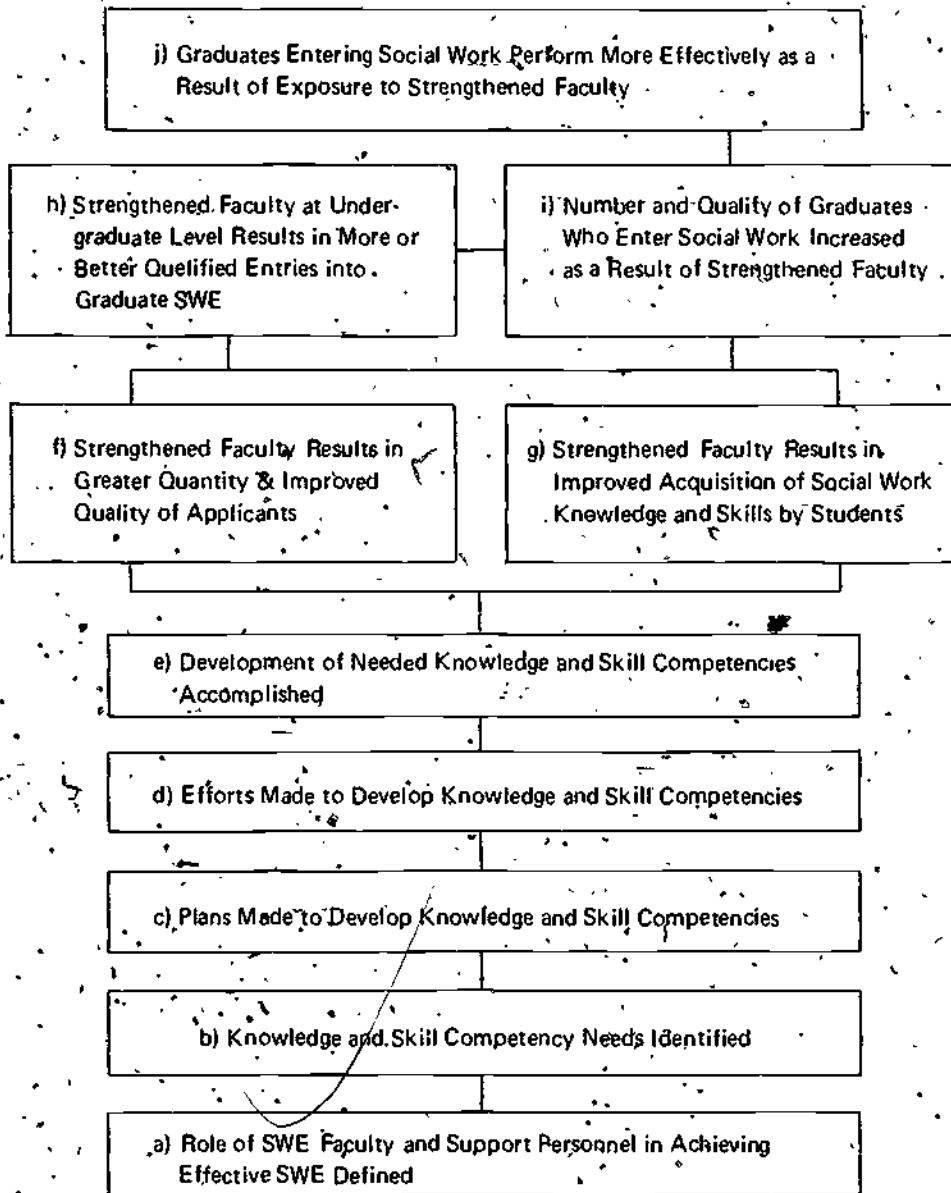 j) Graduates Entering Social Work Perform More Effectively as a
Result of Exposure to Strengthened Faculty
h) Strengthened Faculty at Under-
graduate Level Results in More or
Better Quelified Entries into
Graduate SWE
i) Number and Quality of Graduates
Who Enter Social Work Increased
as a Result of Strengthened Faculty
f) Strengthened Faculty Results in
Greater Quantity & Improved
Quality of Applicants
g) Strengthened Faculty Results in
Improved Acquisition of Social Work
Knowledge and Skills by Students
e) Development of Needed Knowledge and Skill Competencies
Accomplished
d) Efforts Made to Develop Knowledge and Skill Competencies
c) Plans Made to Develop Knowledge and Skill Competencies
b) Knowledge and Skill Competency Needs Identified
a) Role of SWE Faculty and Support Personnel in Achieving
Effective SWE Defined